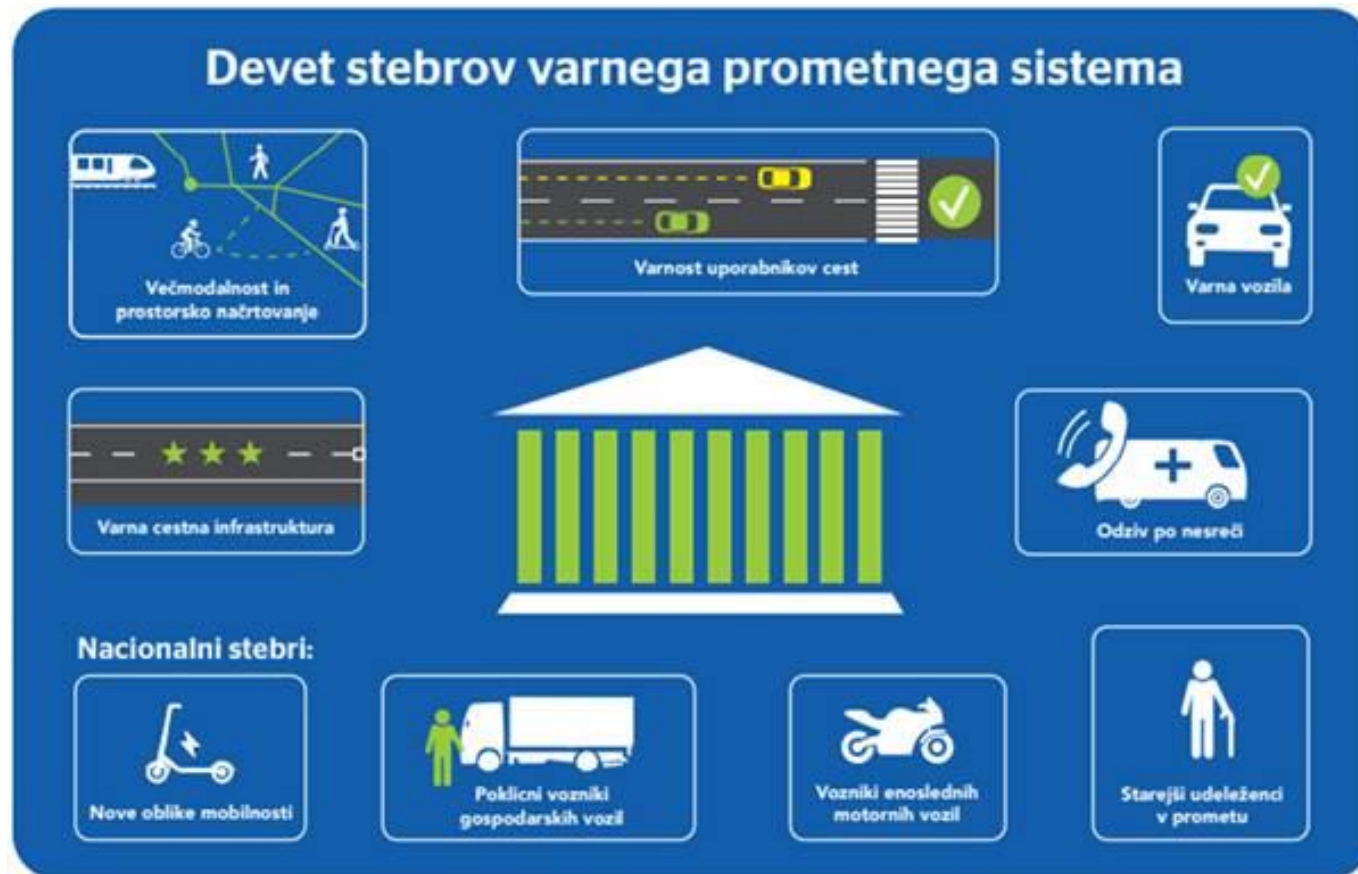 Devet stebrov varnega prometnega sistema
Večmodalnost in
prostorsko načrtovanje
Varnost uporabnikov cest
Varna vozila
Varna cestna infrastruktura
Odziv po nesreči
Nacionalni stebri:
Nove oblike mobilnosti
Poklicni vozniki
gospodarskih vozil
Vozniki enoslednih
motornih vozil
Starejši udeleženci
v prometu